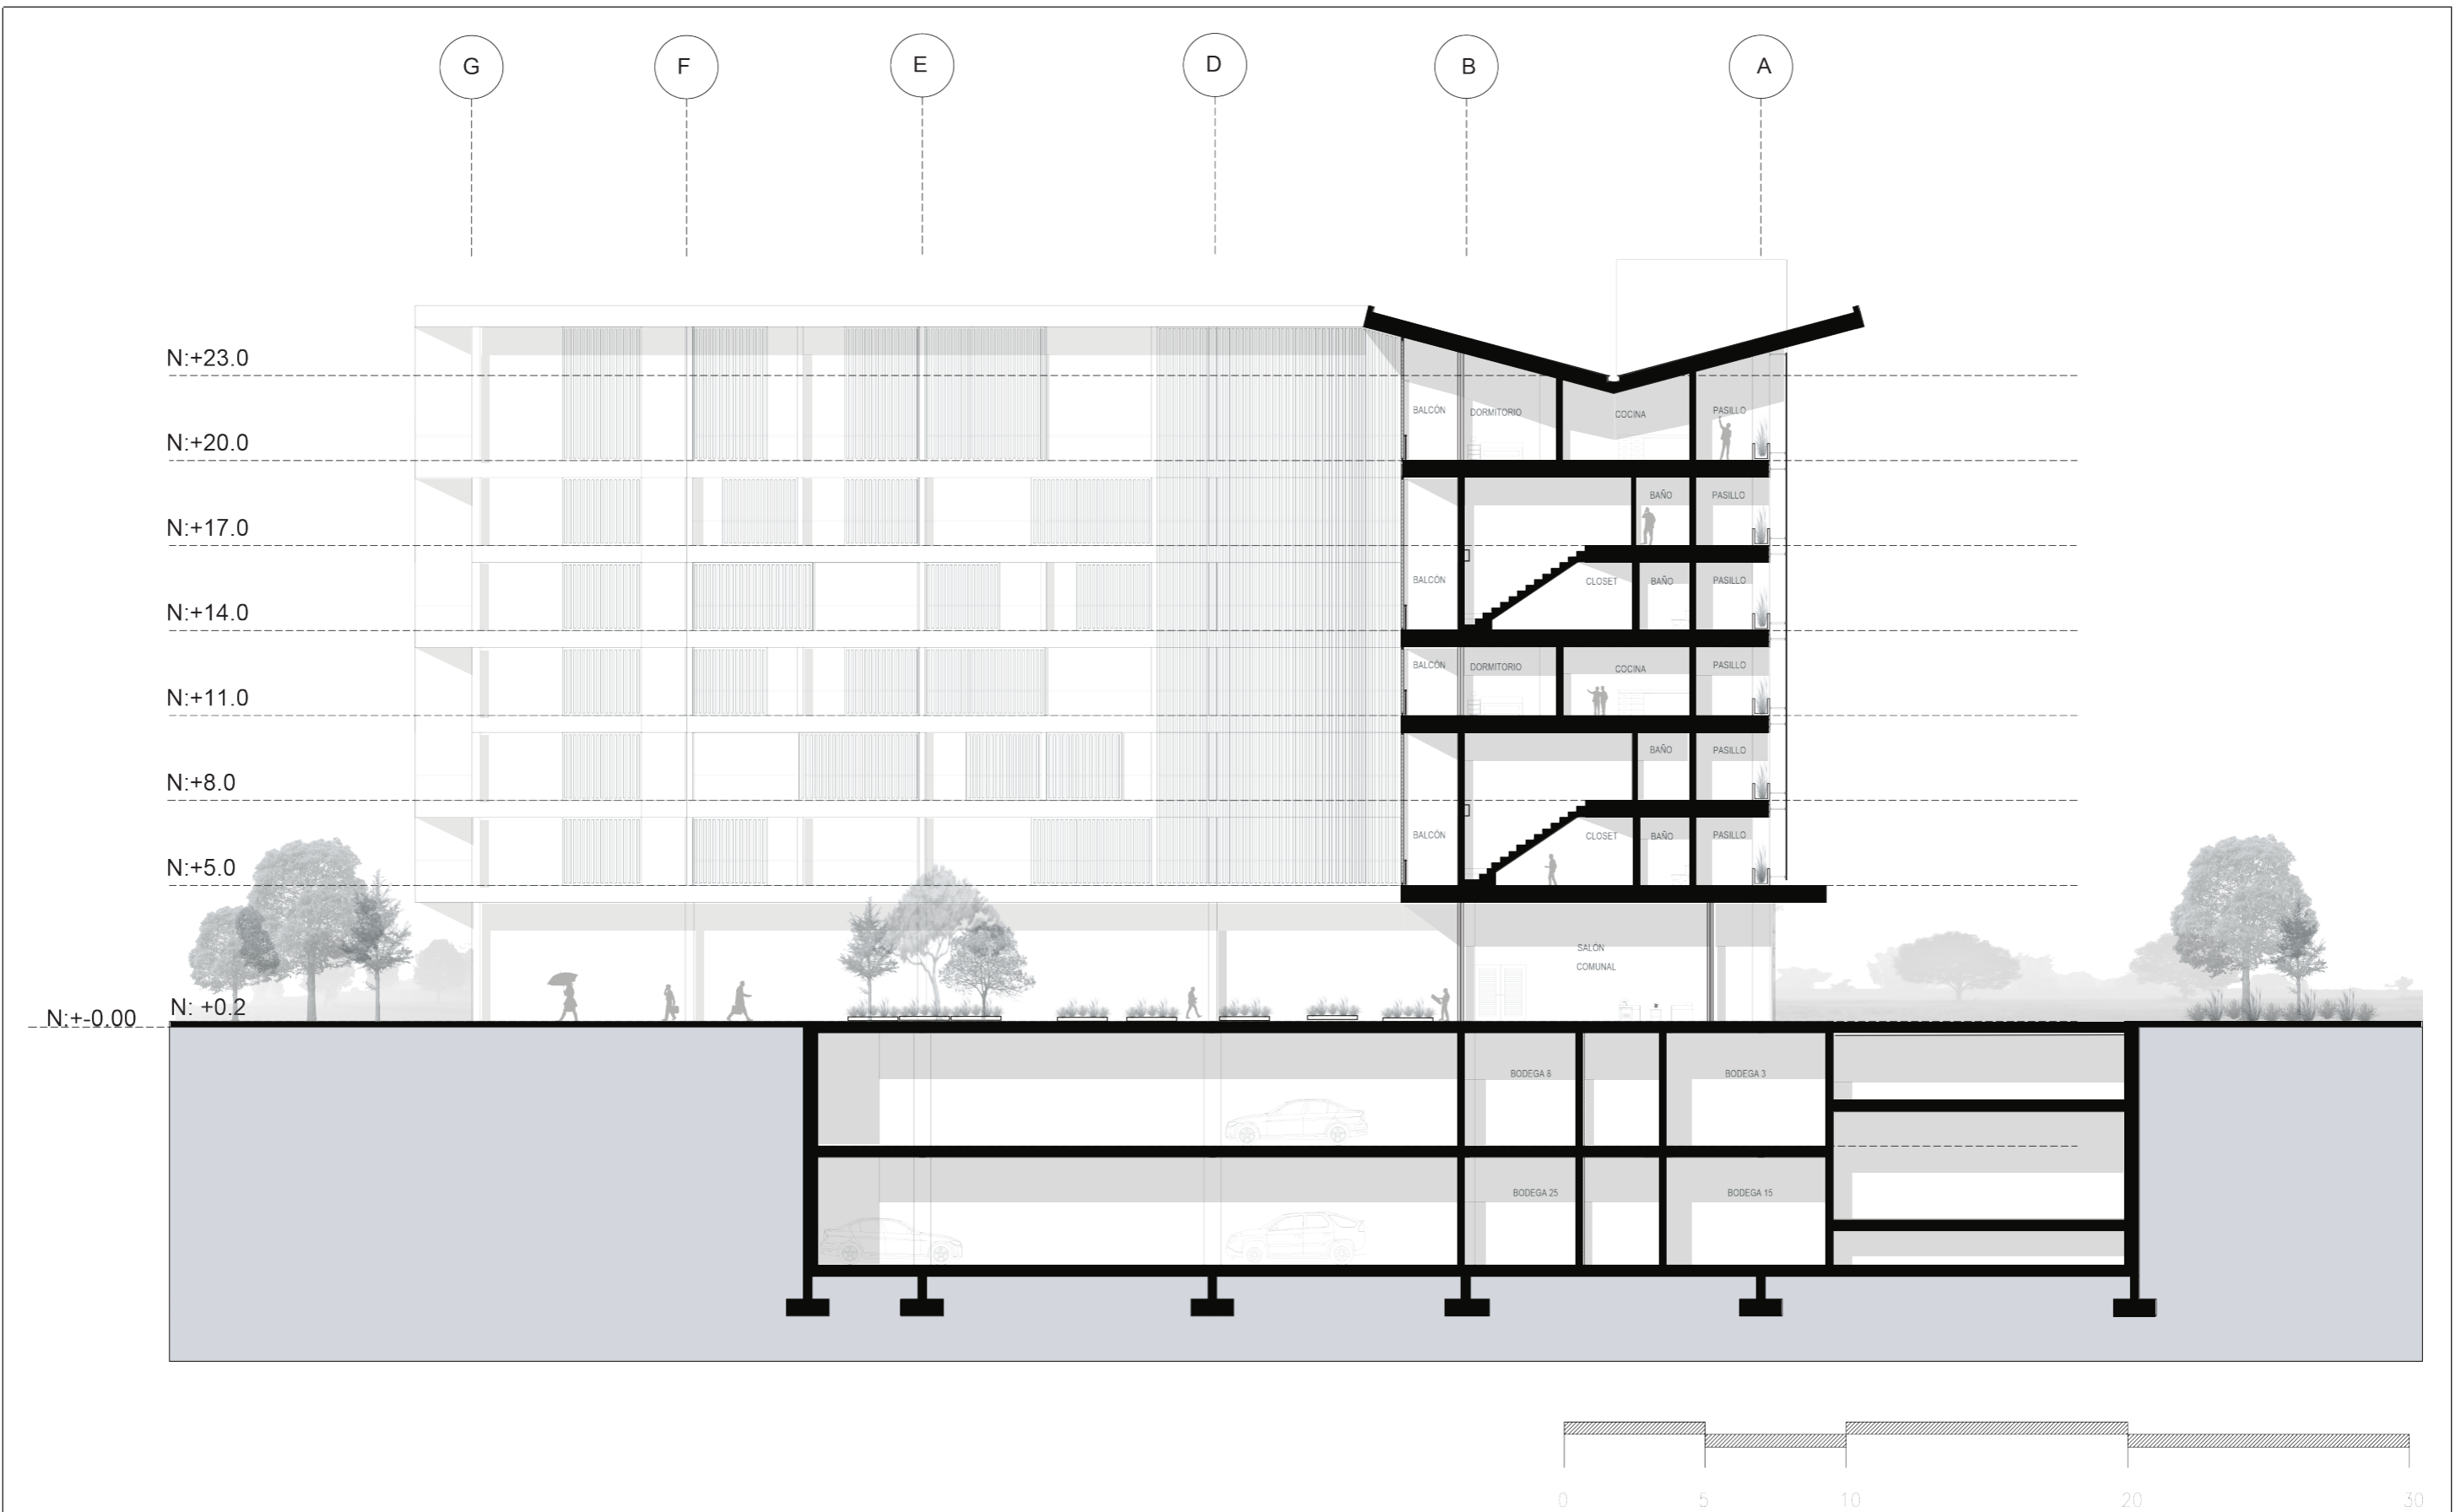 G F E D B A
N:+23.0
BALCÓN DORMITORIO COCINA PASILLO
N:+20.0
BAÑO PASILLO
N:+17.0
BALCÓN CLOSET BAÑO PASILLO
N:+14.0
BALCÓN DORMITORIO COCINA PASILLO
N:+11.0
BAÑO PASILLO
N:+8.0
BALCÓN CLOSET BAÑO PASILLO
N:+5.0
SALÓN
COMUNAL
N:+-0.00 N: +0.2
BODEGA 8 BODEGA 3
BODEGA 25 BODEGA 15
0 5 10 20 30